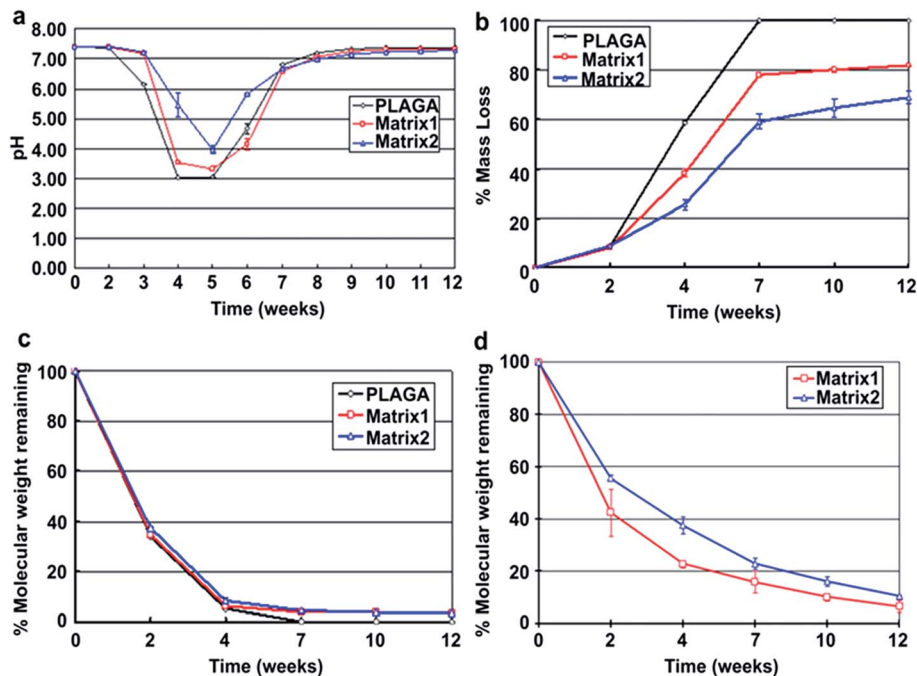 a
pH
7.00
6.00
5.00
4.00
3.00
2.00
1.00
0.00
PLAGA
Matrix1
Matrix2
0 1 2 3 4 5 6 7 8 9 10 11 12
Time (weeks)
b
% Mass Loss
100
80
60
40
20
0
PLAGA
Matrix1
Matrix2
0 2 4 7 10 12
Time (weeks)
c
% Molecular weight remaining
100
80
60
40
20
0
PLAGA
Matrix1
Matrix2
0 2 4 7 10 12
Time (weeks)
d
% Molecular weight remaining
100
80
60
40
20
0
Matrix1
Matrix2
0 2 4 7 10 12
Time (weeks)